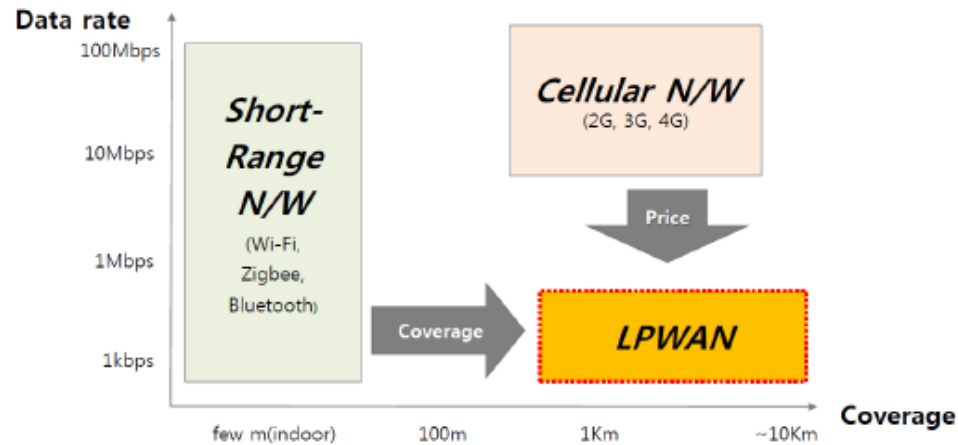 Data rate
100Mbps
10Mbps
1Mbps
1kbps
Short-
Range
N/W
(Wi-Fi,
Zigbee,
Bluetooth)
Cellular N/W
(2G, 3G, 4G)
Price
Coverage
LPWAN
few m(indoor)
100m
1Km
~10Km
Coverage